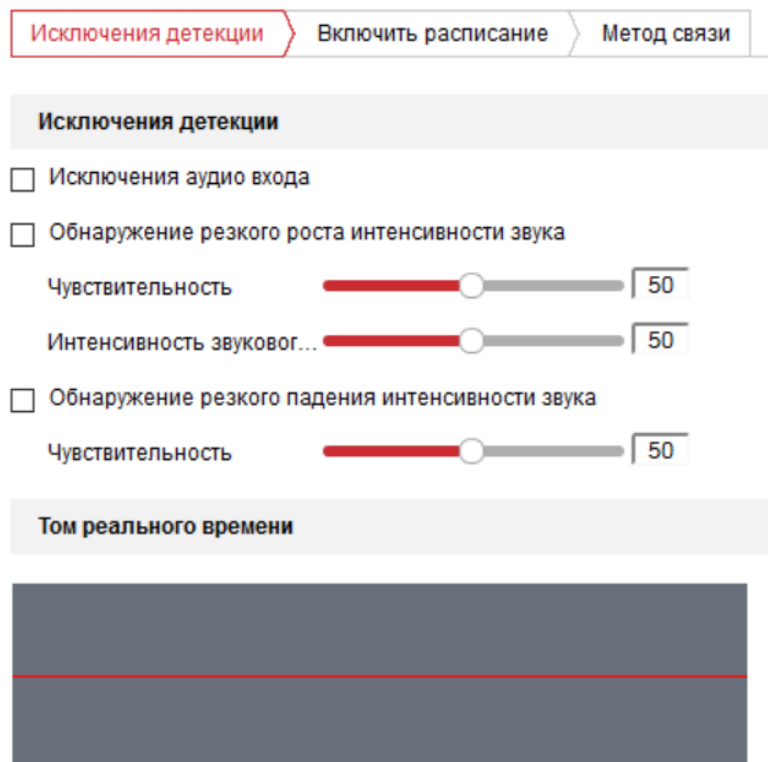 Исключения детекции Включить расписание Метод связи
Исключения детекции
Исключения аудио входа
Обнаружение резкого роста интенсивности звука
Чувствительность 50
Интенсивность звуковог... 50
Обнаружение резкого падения интенсивности звука
Чувствительность 50
Том реального времени